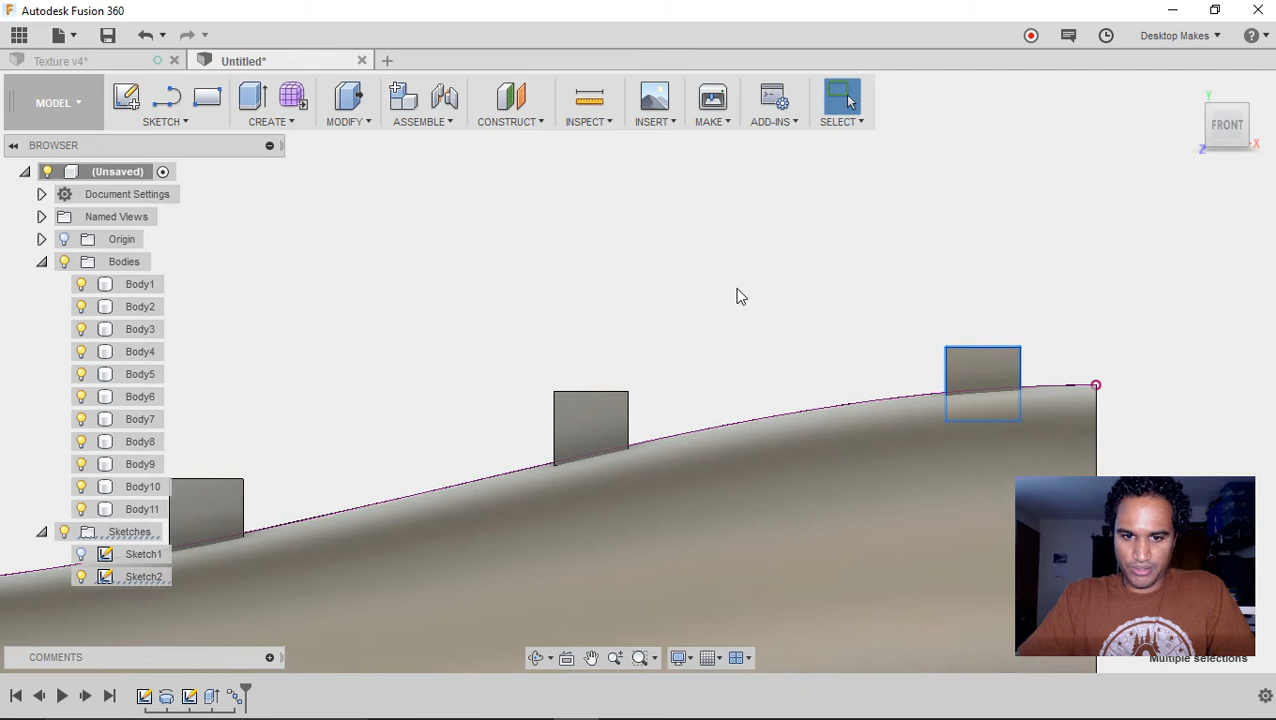 Autodesk Fusion 360
Desktop Makes
Texture v4*
Untitled*
MODEL
SKETCH
CREATE
MODIFY
ASSEMBLE
CONSTRUCT
INSPECT
INSERT
MAKE
ADD-INS
SELECT
Y
FRONT
Z
X
BROWSER
(Unsaved)
Document Settings
Named Views
Origin
Bodies
Body1
Body2
Body3
Body4
Body5
Body6
Body7
Body8
Body9
Body10
Body11
Sketches
Sketch1
Sketch2
COMMENTS
Multiple selections